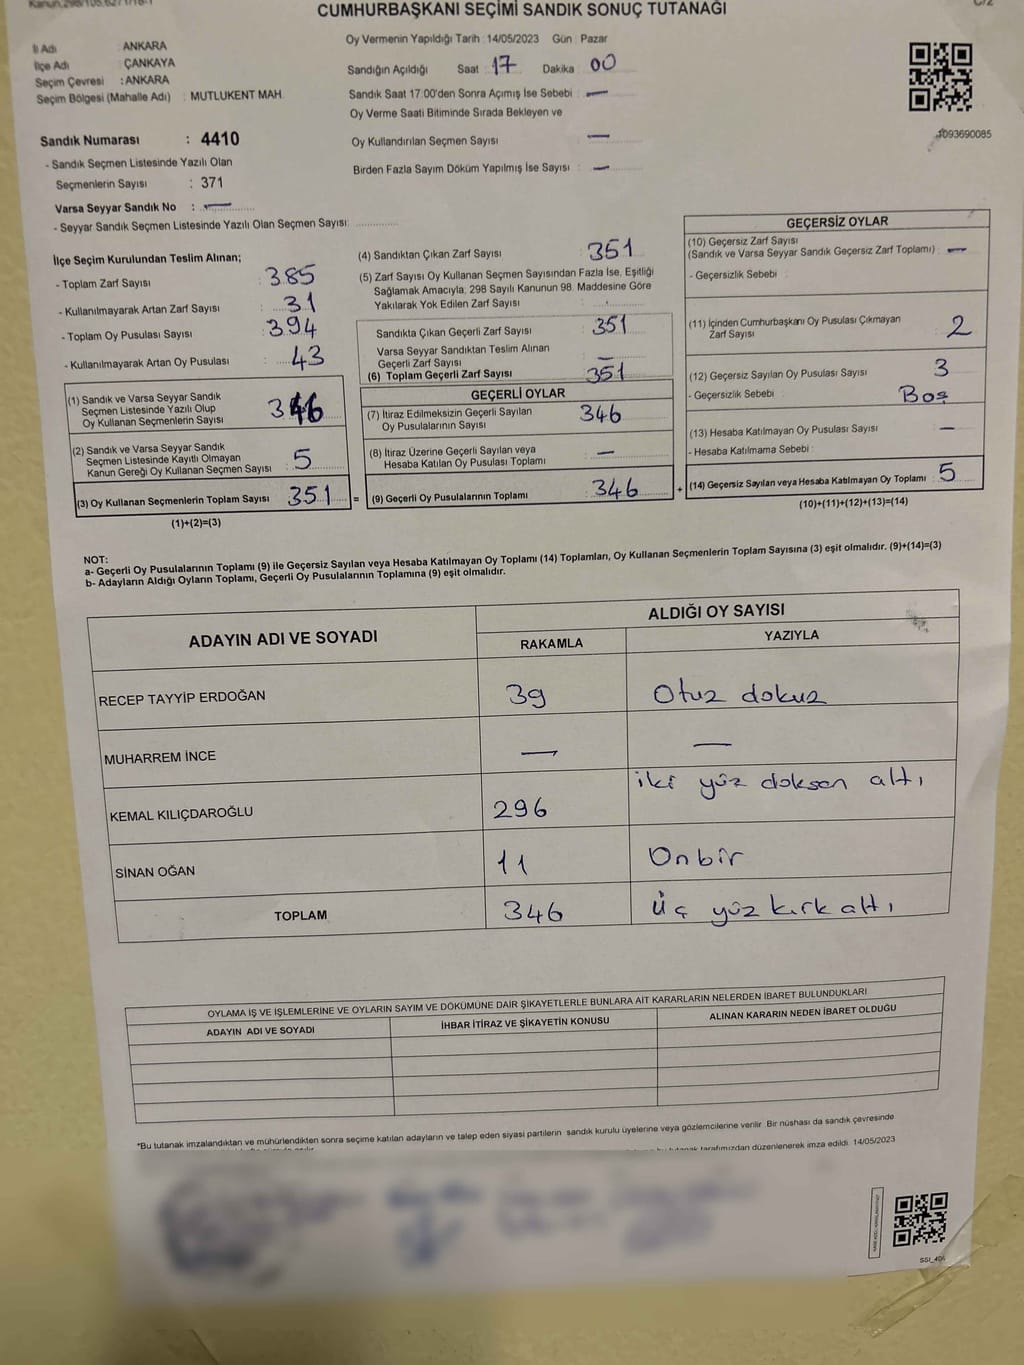 CUMHURBAŞKANI SEÇİMİ SANDIK SONUÇ TUTANAĞI
İl Adı : ANKARA
İlçe Adı : ÇANKAYA
Seçim Çevresi : ANKARA
Seçim Bölgesi (Mahalle Adı) : MUTLUKENT MAH.
Oy Vermenin Yapıldığı Tarih : 14/05/2023 Gün : Pazar
Sandığın Açıldığı Saat : 17 Dakika : 00
Sandık Saat 17.00'den Sonra Açımış İse Sebebi : —
Oy Verme Saati Bitiminde Sırada Bekleyen ve
Oy Kullandırılan Seçmen Sayısı : —
Birden Fazla Sayım Döküm Yapılmış İse Sayısı : —
1093690085
Sandık Numarası : 4410
- Sandık Seçmen Listesinde Yazılı Olan
Seçmenlerin Sayısı : 371
Varsa Seyyar Sandık No : —
- Seyyar Sandık Seçmen Listesinde Yazılı Olan Seçmen Sayısı:
İlçe Seçim Kurulundan Teslim Alınan;
- Toplam Zarf Sayısı : 385
- Kullanılmayarak Artan Zarf Sayısı : 31
- Toplam Oy Pusulası Sayısı : 394
- Kullanılmayarak Artan Oy Pusulası : 43
(1) Sandık ve Varsa Seyyar Sandık
Seçmen Listesinde Yazılı Olup
Oy Kullanan Seçmenlerin Sayısı 346
(2) Sandık ve Varsa Seyyar Sandık
Seçmen Listesinde Kayıtlı Olmayan
Kanun Gereği Oy Kullanan Seçmen Sayısı : 5
(3) Oy Kullanan Seçmenlerin Toplam Sayısı 351
(1)+(2)=(3)
(4) Sandıktan Çıkan Zarf Sayısı : 351
(5) Zarf Sayısı Oy Kullanan Seçmen Sayısından Fazla İse, Eşitliği
Sağlamak Amacıyla; 298 Sayılı Kanunun 98. Maddesine Göre
Yakılarak Yok Edilen Zarf Sayısı :
Sandıkta Çıkan Geçerli Zarf Sayısı : 351
Varsa Seyyar Sandıktan Teslim Alınan
Geçerli Zarf Sayısı : —
(6) Toplam Geçerli Zarf Sayısı : 351
GEÇERLİ OYLAR
(7) İtiraz Edilmeksizin Geçerli Sayılan
Oy Pusulalarının Sayısı : 346
(8) İtiraz Üzerine Geçerli Sayılan veya
Hesaba Katılan Oy Pusulası Toplamı : —
= (9) Geçerli Oy Pusulalarının Toplamı : 346 +
GEÇERSİZ OYLAR
(10) Geçersiz Zarf Sayısı
(Sandık ve Varsa Seyyar Sandık Geçersiz Zarf Toplamı) : —
- Geçersizlik Sebebi :
(11) İçinden Cumhurbaşkanı Oy Pusulası Çıkmayan
Zarf Sayısı : 2
(12) Geçersiz Sayılan Oy Pusulası Sayısı : 3
- Geçersizlik Sebebi : Boş
(13) Hesaba Katılmayan Oy Pusulası Sayısı : —
- Hesaba Katılmama Sebebi :
(14) Geçersiz Sayılan veya Hesaba Katılmayan Oy Toplamı : 5
(10)+(11)+(12)+(13)=(14)
NOT:
a- Geçerli Oy Pusulalarının Toplamı (9) ile Geçersiz Sayılan veya Hesaba Katılmayan Oy Toplamı (14) Toplamları, Oy Kullanan Seçmenlerin Toplam Sayısına (3) eşit olmalıdır. (9)+(14)=(3)
b- Adayların Aldığı Oyların Toplamı, Geçerli Oy Pusulalarının Toplamına (9) eşit olmalıdır.
ADAYIN ADI VE SOYADI
ALDIĞI OY SAYISI
RAKAMLA YAZIYLA
RECEP TAYYİP ERDOĞAN 39 Otuz dokuz
MUHARREM İNCE — —
KEMAL KILIÇDAROĞLU 296 iki yüz doksan altı
SİNAN OĞAN 11 Onbir
TOPLAM 346 Üç yüz kırk altı
OYLAMA İŞ VE İŞLEMLERİNE VE OYLARIN SAYIM VE DÖKÜMÜNE DAİR ŞİKAYETLERLE BUNLARA AİT KARARLARIN NELERDEN İBARET BULUNDUKLARI
ADAYIN ADI VE SOYADI İHBAR İTİRAZ VE ŞİKAYETİN KONUSU ALINAN KARARIN NEDEN İBARET OLDUĞU
*Bu tutanak imzalandıktan ve mühürlendikten sonra seçime katılan adayların ve talep eden siyasi partilerin sandık kurulu üyelerine veya gözlemcilerine verilir. Bir nüshası da sandık çevresinde
tarafımızdan düzenlenerek imza edildi. 14/05/2023